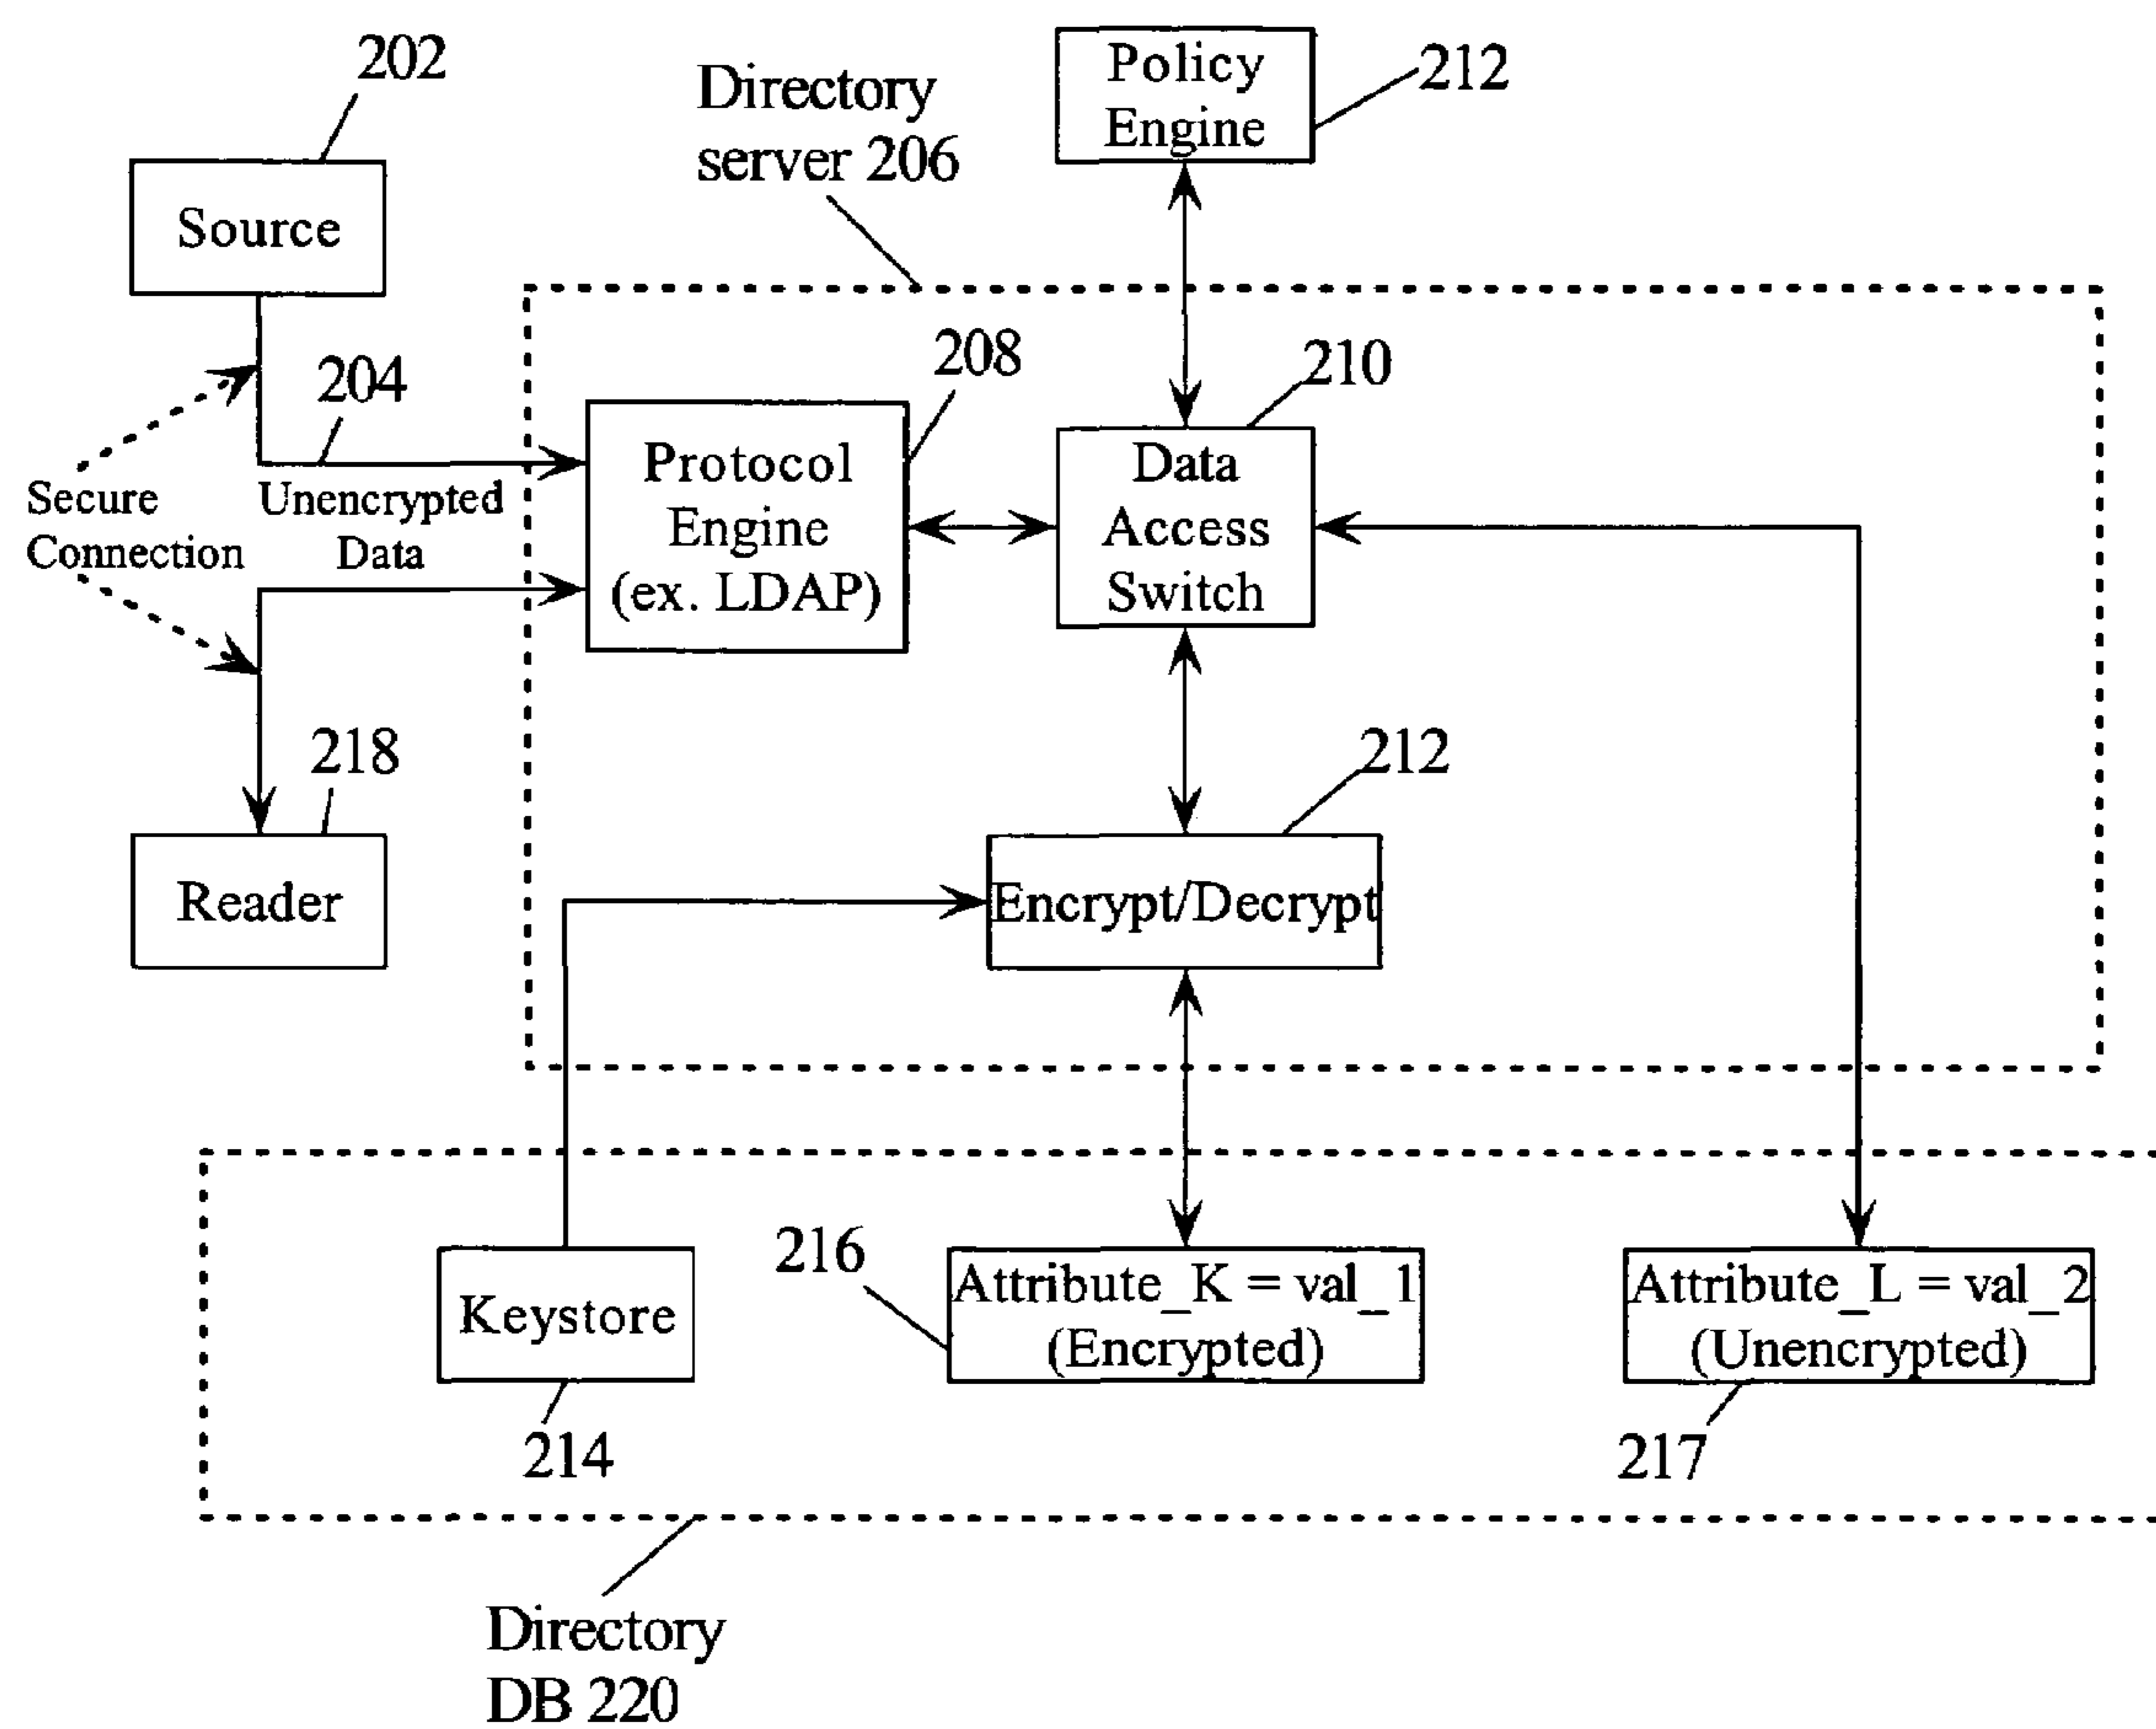 202
Source
Directory
server 206
Policy
Engine
212
204
Secure
Connection
Unencrypted
Data
208
Protocol
Engine
(ex. LDAP)
210
Data
Access
Switch
218
Reader
212
Encrypt/Decrypt
Keystore
214
216
Attribute_K = val_1
(Encrypted)
Attribute_L = val_2
(Unencrypted)
217
Directory
DB 220